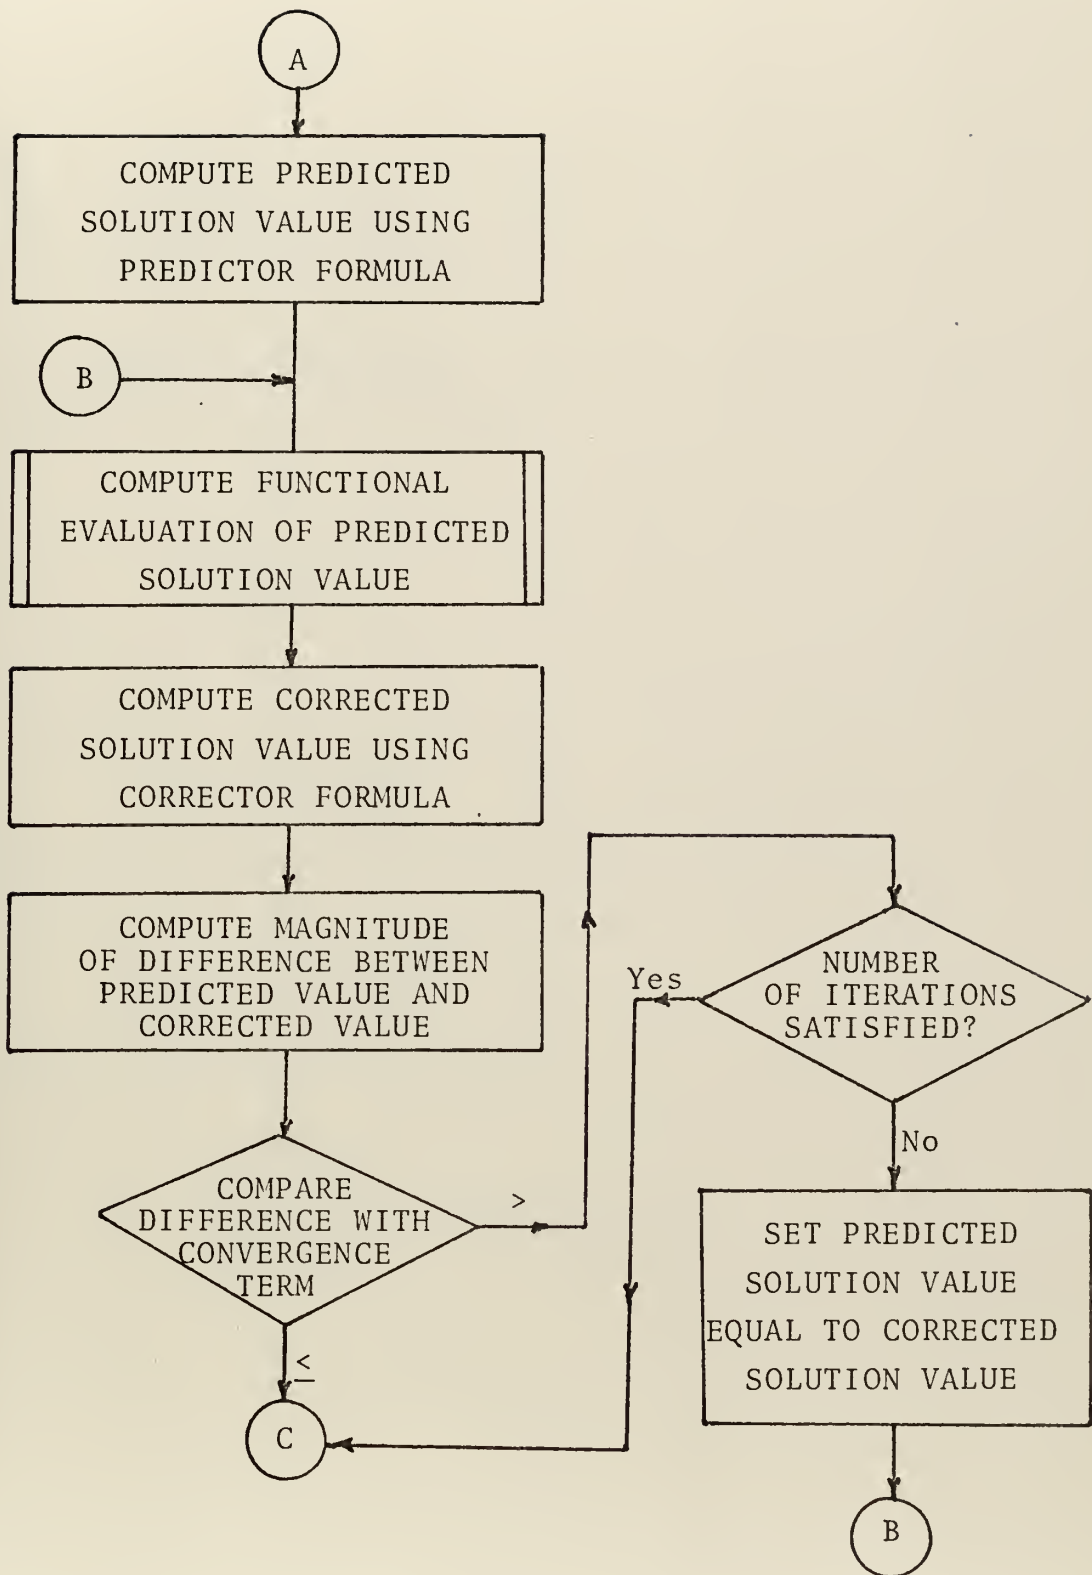 A
COMPUTE PREDICTED
SOLUTION VALUE USING
PREDICTOR FORMULA
B
COMPUTE FUNCTIONAL
EVALUATION OF PREDICTED
SOLUTION VALUE
COMPUTE CORRECTED
SOLUTION VALUE USING
CORRECTOR FORMULA
COMPUTE MAGNITUDE
OF DIFFERENCE BETWEEN
PREDICTED VALUE AND
CORRECTED VALUE
COMPARE
DIFFERENCE WITH
CONVERGENCE
TERM
>
≤
C
NUMBER
OF ITERATIONS
SATISFIED?
Yes
No
SET PREDICTED
SOLUTION VALUE
EQUAL TO CORRECTED
SOLUTION VALUE
B